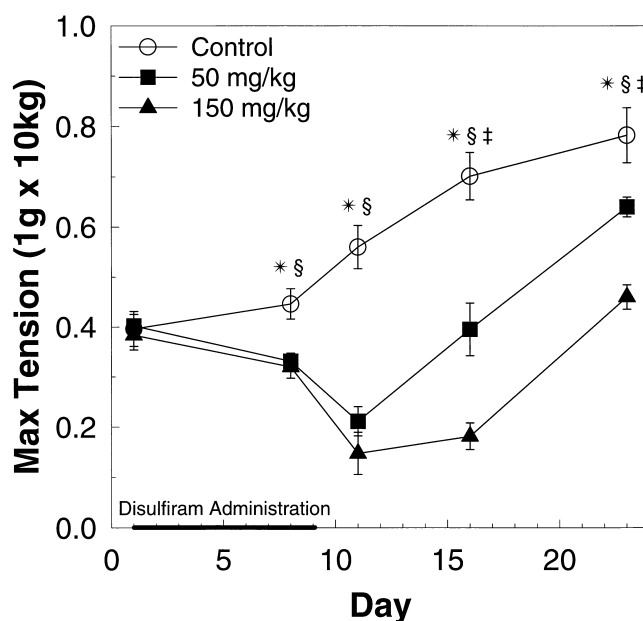 1.0
Control
50 mg/kg
150 mg/kg
✳ § ‡
0.8
✳ § ‡
✳ §
0.6
✳ §
0.4
0.2
Disulfiram Administration
0.0
0 5 10 15 20
Day
Max Tension (1g x 10kg)